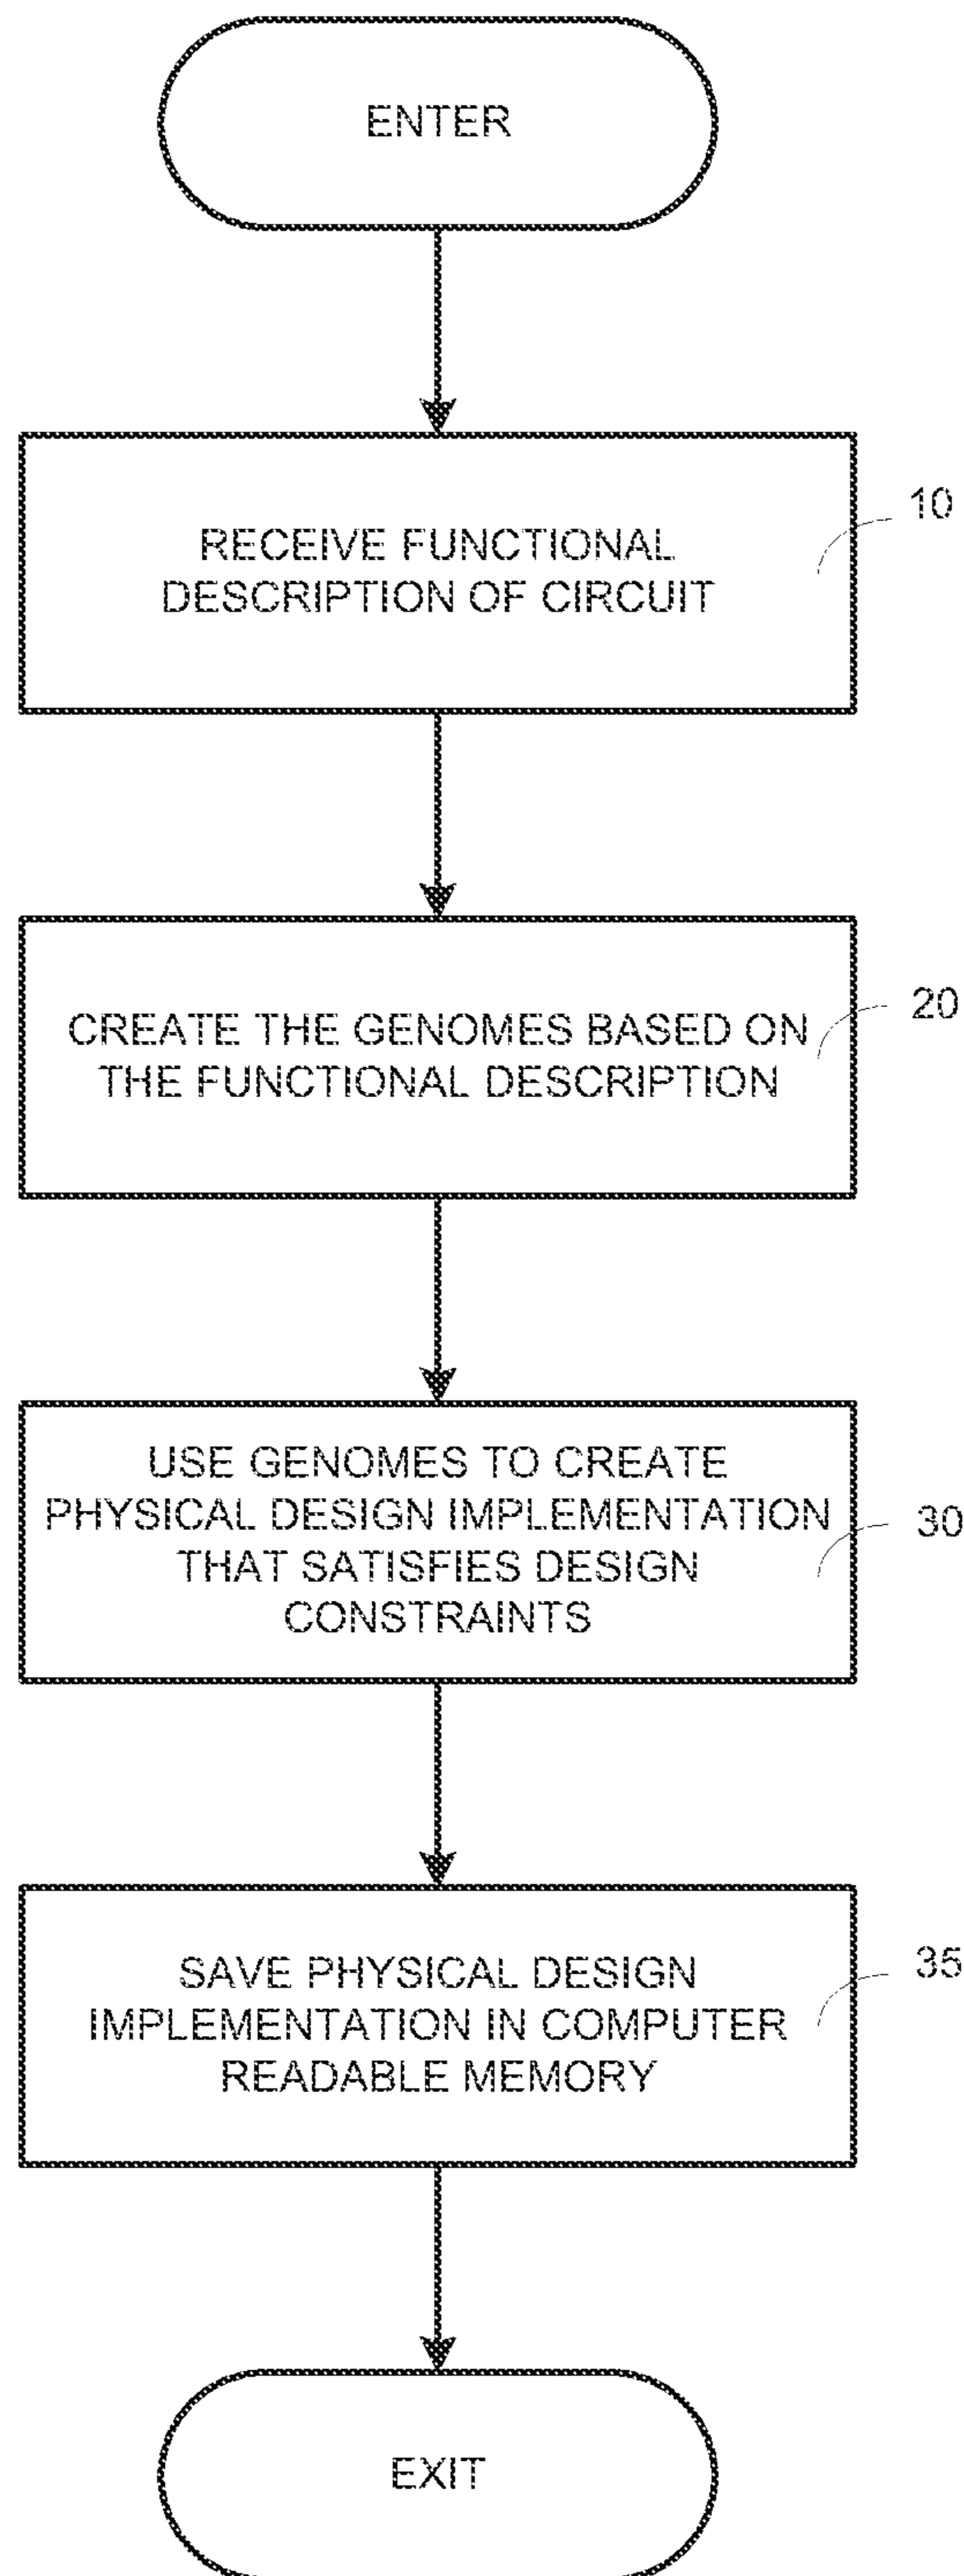 ENTER
RECEIVE FUNCTIONAL
DESCRIPTION OF CIRCUIT
10
CREATE THE GENOMES BASED ON
THE FUNCTIONAL DESCRIPTION
20
USE GENOMES TO CREATE
PHYSICAL DESIGN IMPLEMENTATION
THAT SATISFIES DESIGN
CONSTRAINTS
30
SAVE PHYSICAL DESIGN
IMPLEMENTATION IN COMPUTER
READABLE MEMORY
35
EXIT